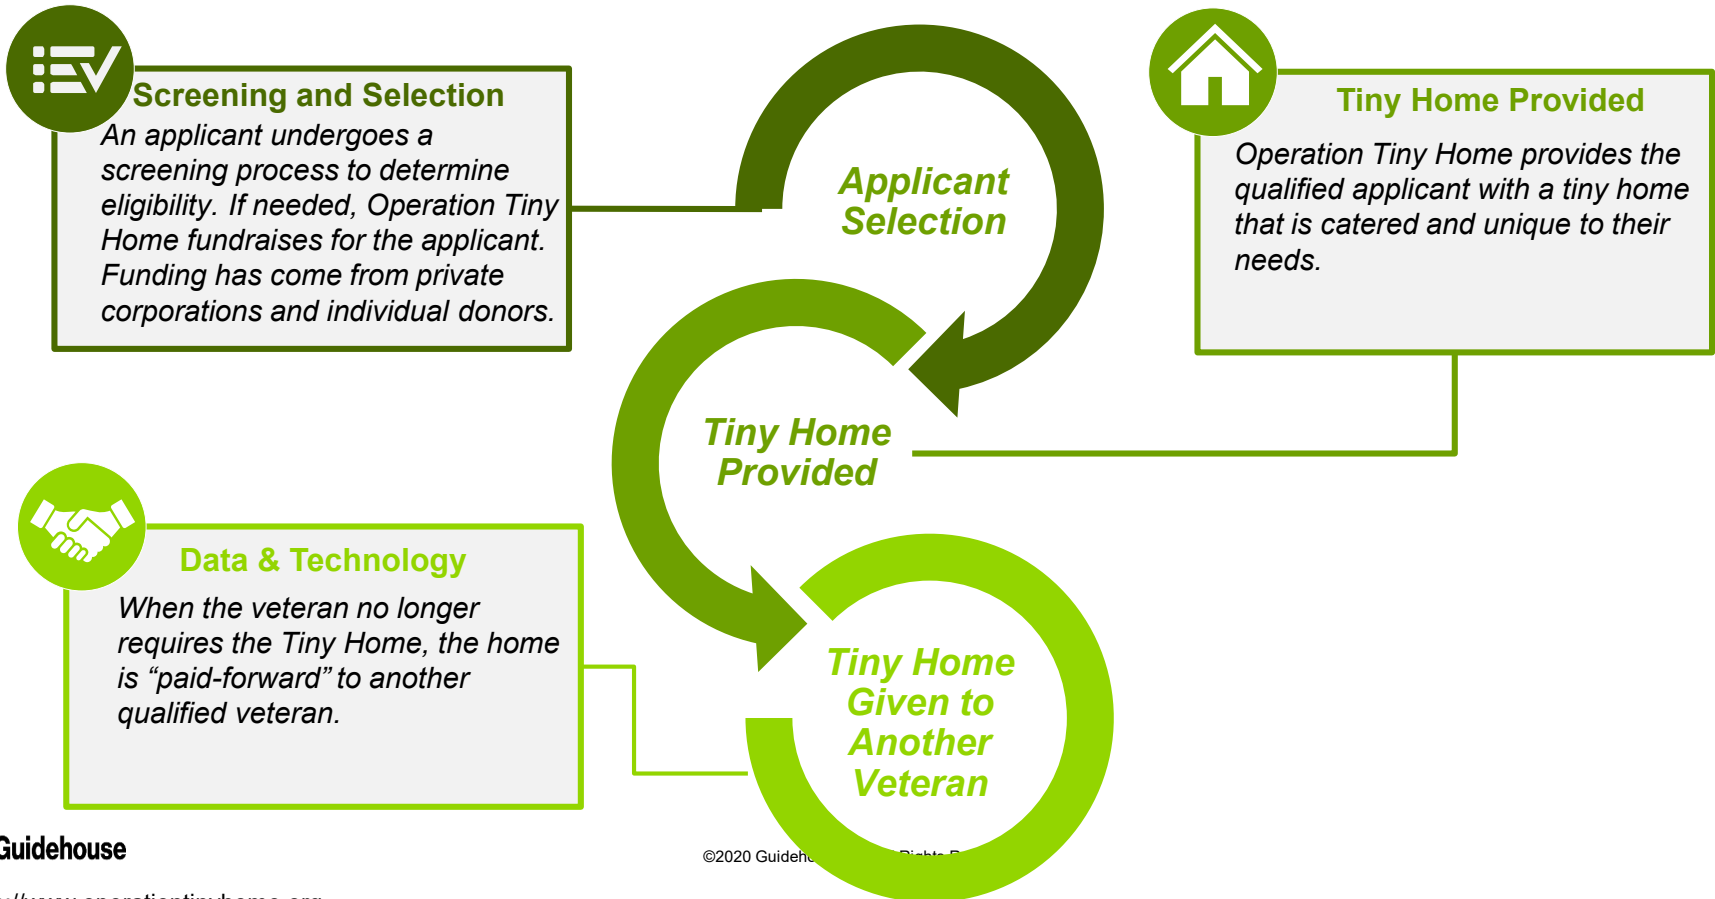 Screening and Selection
An applicant undergoes a
screening process to determine
eligibility. If needed, Operation Tiny
Home fundraises for the applicant.
Funding has come from private
corporations and individual donors.
Applicant
Selection
Tiny Home Provided
Operation Tiny Home provides the
qualified applicant with a tiny home
that is catered and unique to their
needs.
Tiny Home
Provided
Data & Technology
When the veteran no longer
requires the Tiny Home, the home
is “paid-forward” to another
qualified veteran.
Tiny Home
Given to
Another
Veteran
Guidehouse
©2020